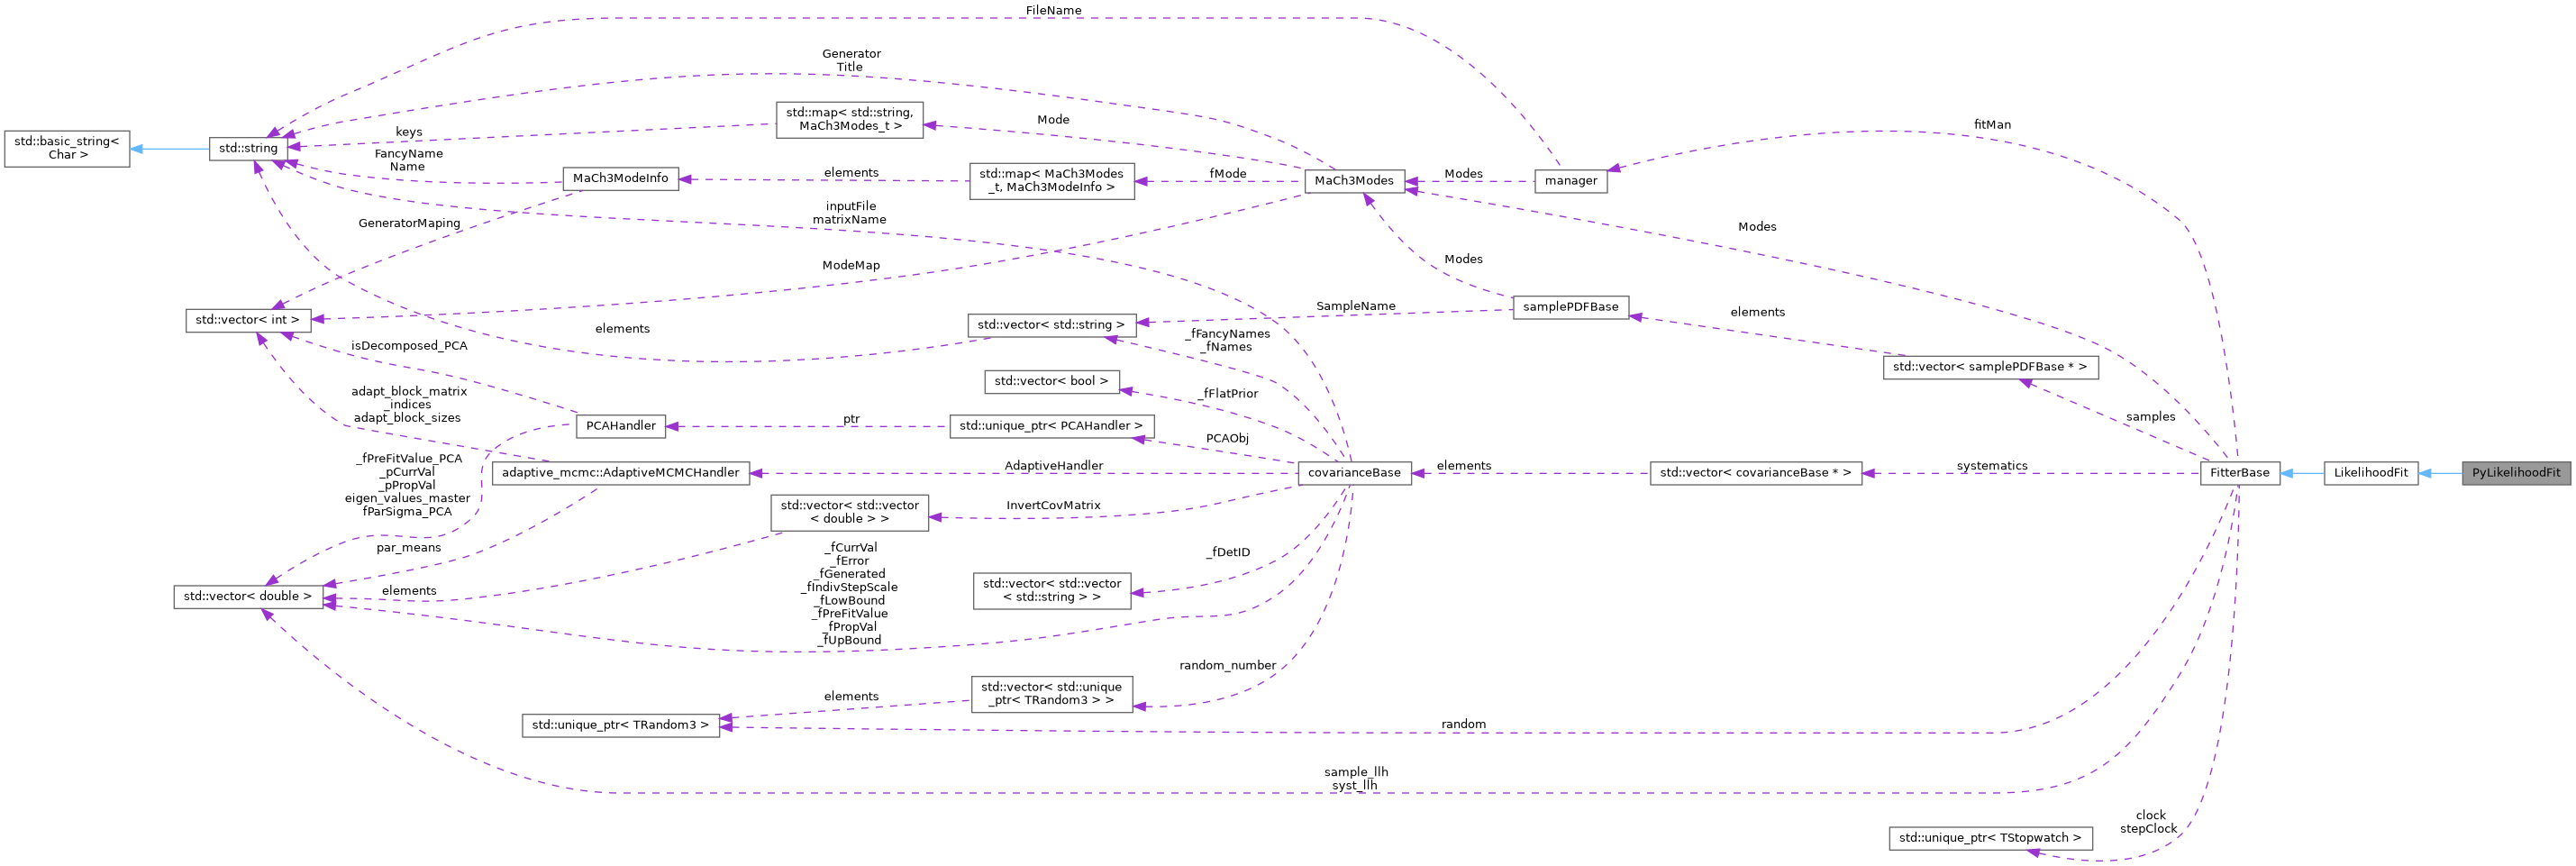 FileName
Generator
Title
std::map< std::string,
MaCh3Modes_t >
Mode
fitMan
keys
std::basic_string<
Char >
std::string
FancyName
Name
MaCh3ModeInfo
elements
std::map< MaCh3Modes
_t, MaCh3ModeInfo >
fMode
MaCh3Modes
Modes
manager
inputFile
matrixName
GeneratorMaping
Modes
ModeMap
Modes
std::vector< int >
elements
std::vector< std::string >
SampleName
samplePDFBase
elements
isDecomposed_PCA
_fFancyNames
_fNames
std::vector< samplePDFBase * >
std::vector< bool >
_fFlatPrior
adapt_block_matrix
_indices
adapt_block_sizes
PCAHandler
ptr
std::unique_ptr< PCAHandler >
PCAObj
samples
_fPreFitValue_PCA
_pCurrVal
_pPropVal
eigen_values_master
fParSigma_PCA
adaptive_mcmc::AdaptiveMCMCHandler
AdaptiveHandler
covarianceBase
elements
std::vector< covarianceBase * >
systematics
FitterBase
LikelihoodFit
PyLikelihoodFit
std::vector< std::vector
< double > >
InvertCovMatrix
par_means
_fDetID
_fCurrVal
_fError
_fGenerated
_fIndivStepScale
_fLowBound
_fPreFitValue
_fPropVal
_fUpBound
std::vector< double >
elements
std::vector< std::vector
< std::string > >
random_number
elements
std::vector< std::unique
_ptr< TRandom3 > >
std::unique_ptr< TRandom3 >
random
sample_llh
syst_llh
clock
stepClock
std::unique_ptr< TStopwatch >